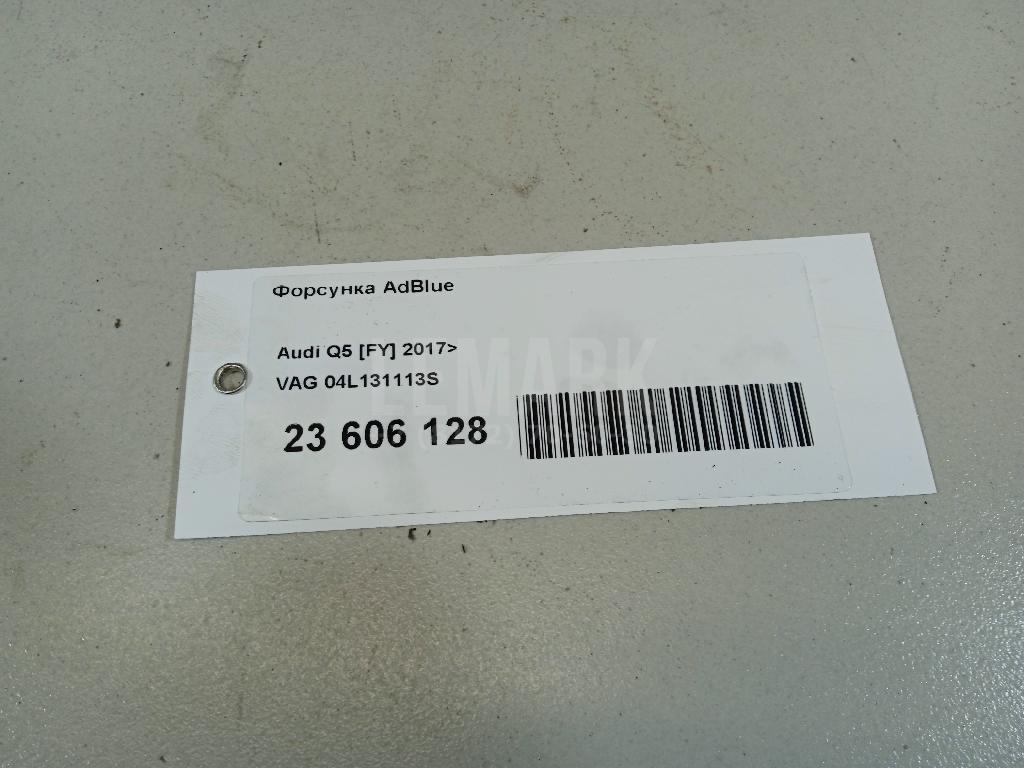 Форсунка AdBlue
Audi Q5 [FY] 2017>
VAG 04L131113S
23 606 128